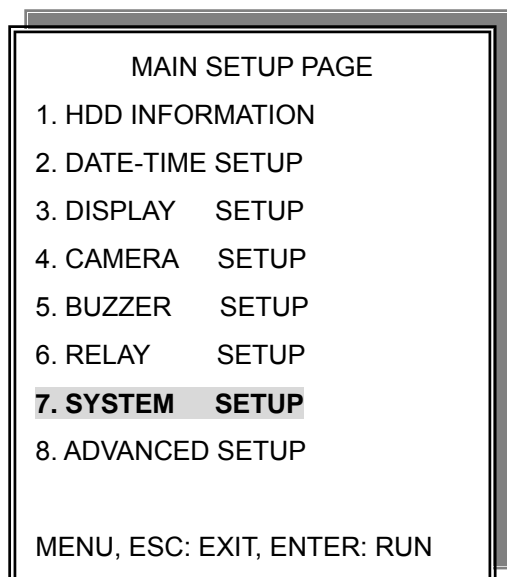 MAIN SETUP PAGE
1. HDD INFORMATION
2. DATE-TIME SETUP
3. DISPLAY SETUP
4. CAMERA SETUP
5. BUZZER SETUP
6. RELAY SETUP
7. SYSTEM SETUP
8. ADVANCED SETUP
MENU, ESC: EXIT, ENTER: RUN